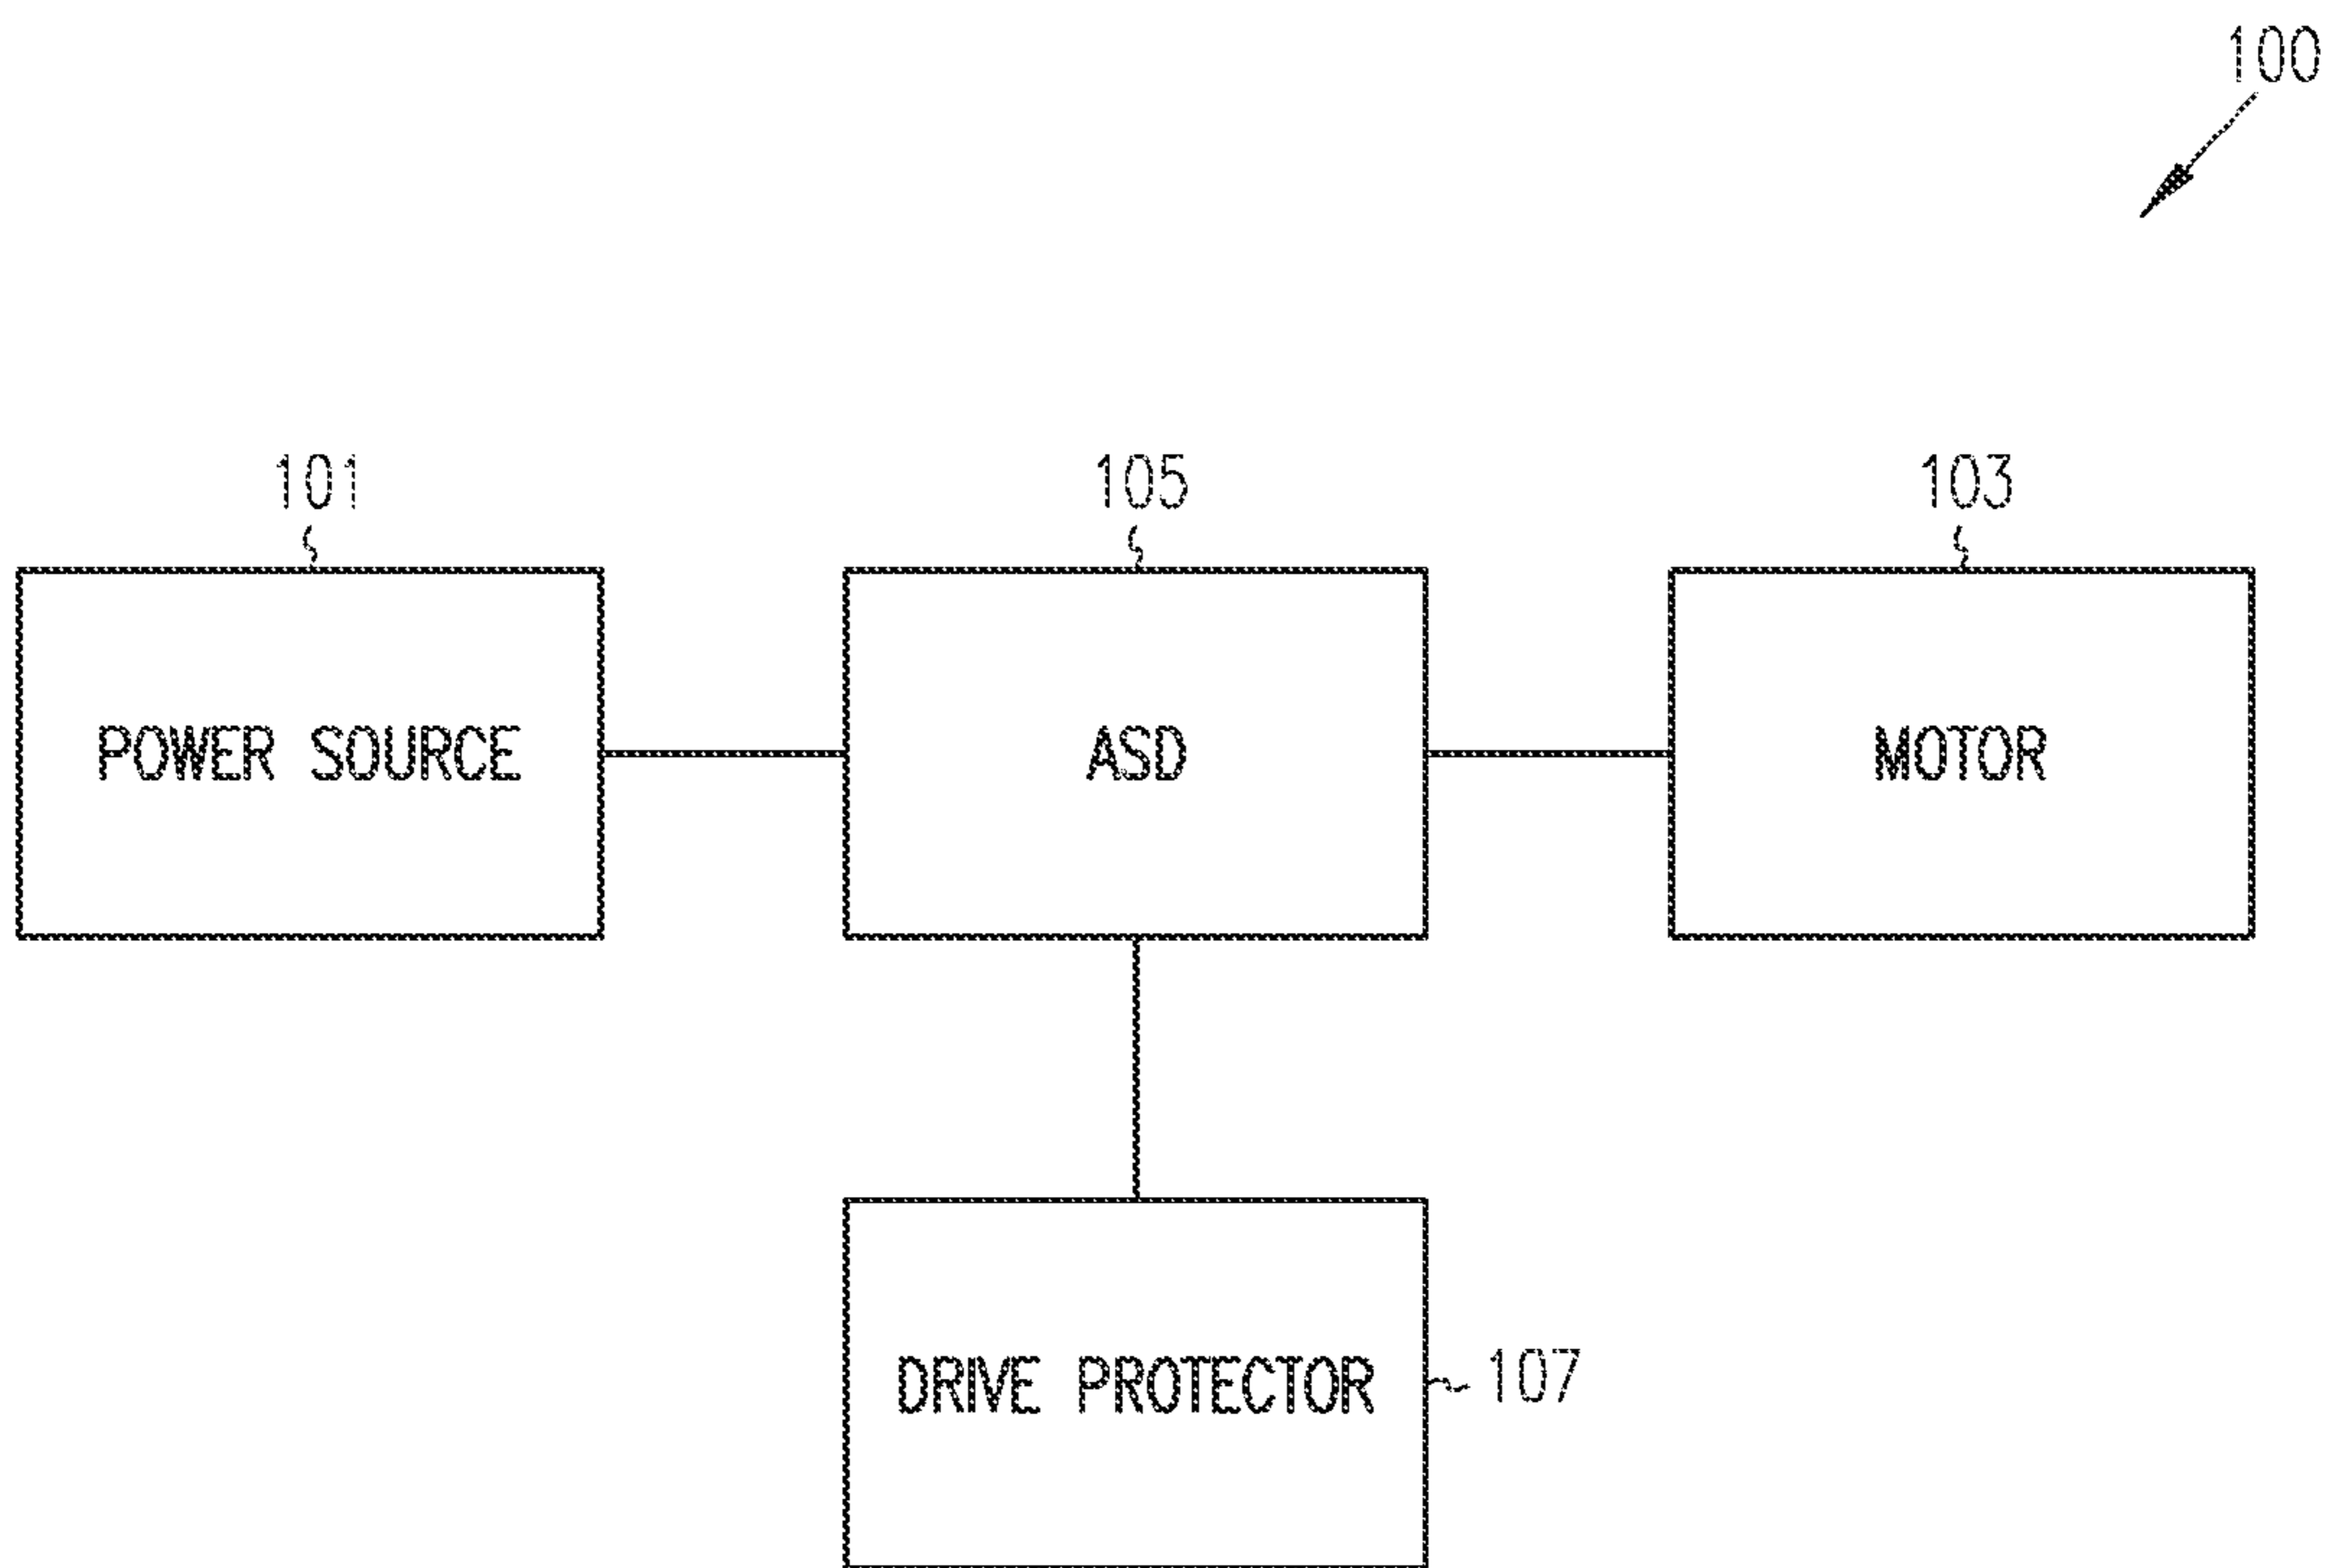 100
101
105
103
POWER SOURCE
ASD
MOTOR
DRIVE PROTECTOR
107